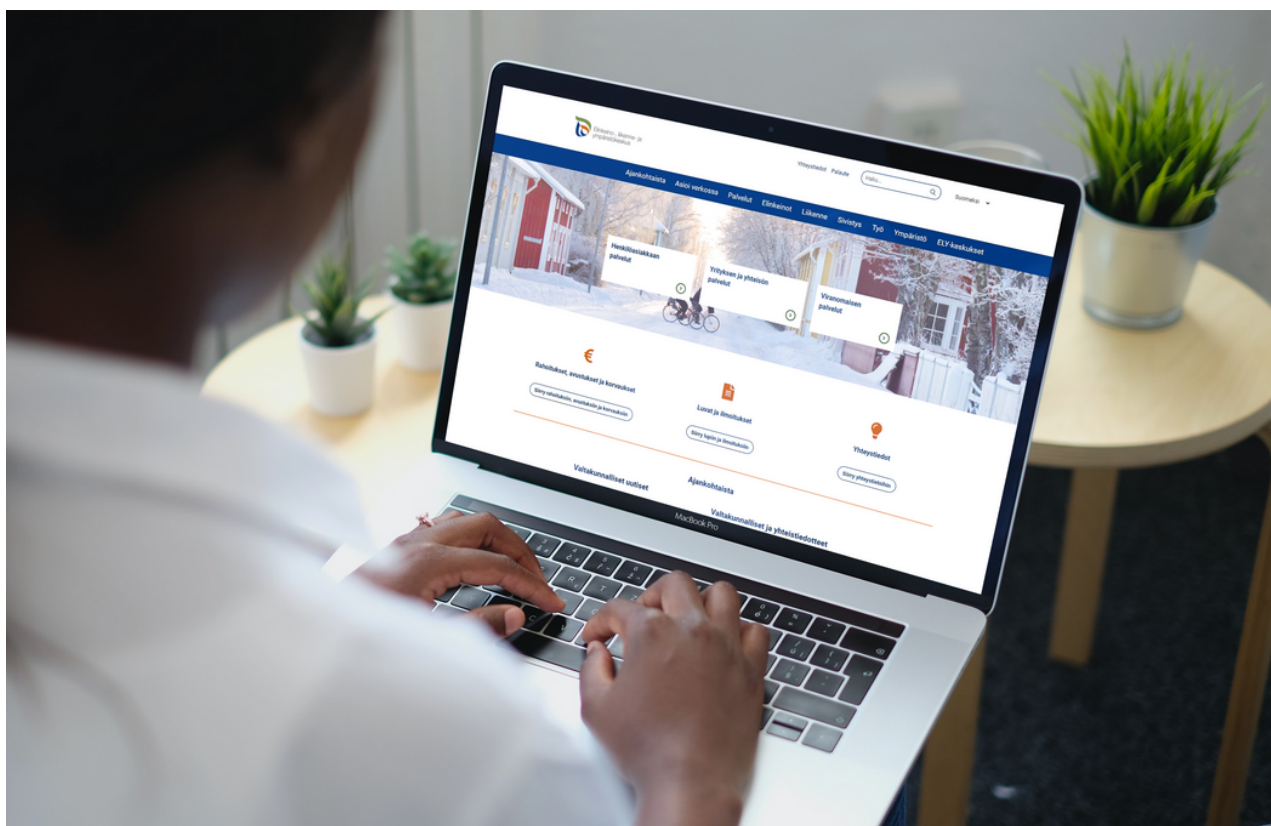 Elinkeino-, liikenne- ja
ympäristökeskus
Yhteystiedot Palaute Haku... Suomeksi
Ajankohtaista Asioi verkossa Palvelut Elinkeinot Liikenne Sivistys Työ Ympäristö ELY-keskukset
Henkilöasiakkaan
palvelut
Yrityksen ja yhteisön
palvelut
Viranomaisen
palvelut
Rahoitukset, avustukset ja korvaukset
Siirry rahoituksiin, avustuksiin ja korvauksiin
Luvat ja ilmoitukset
Siirry lupiin ja ilmoituksiin
Yhteystiedot
Siirry yhteystietoihin
Valtakunnalliset uutiset
Ajankohtaista
Valtakunnalliset ja yhteistiedotteet
MacBook Pro